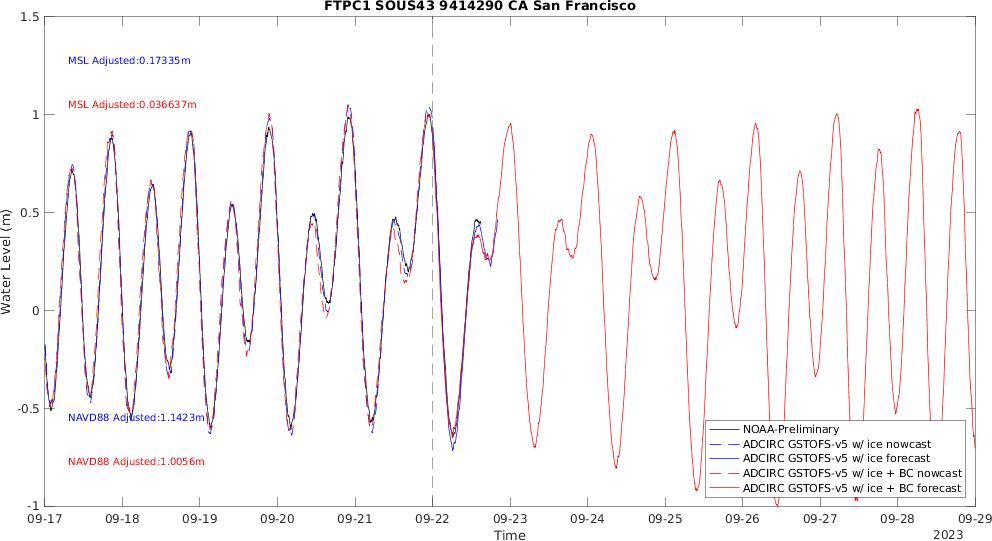 FTPC1 SOUS43 9414290 CA San Francisco
1.5
MSL Adjusted:0.17335m
MSL Adjusted:0.036637m
1
0.5
Water Level (m)
0
-0.5
NAVD88 Adjusted:1.1423m
NOAA-Preliminary
ADCIRC GSTOFS-v5 w/ ice nowcast
ADCIRC GSTOFS-v5 w/ ice forecast
NAVD88 Adjusted:1.0056m
ADCIRC GSTOFS-v5 w/ ice + BC nowcast
ADCIRC GSTOFS-v5 w/ ice + BC forecast
-1
09-17 09-18 09-19 09-20 09-21 09-22 09-23 09-24 09-25 09-26 09-27 09-28 09-29
Time
2023